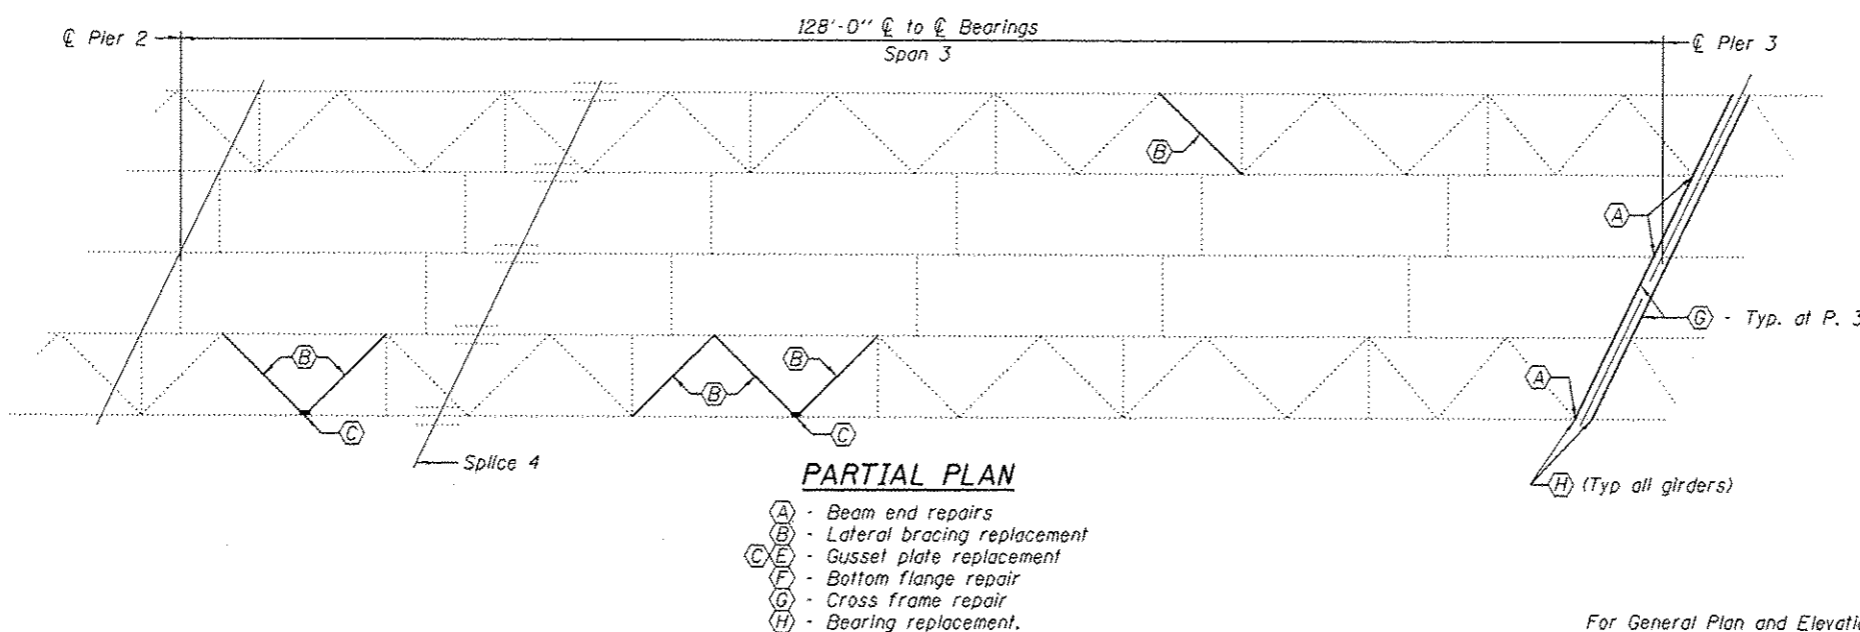 128'-0" ℄ to ℄ Bearings
℄ Pier 2
Span 3
℄ Pier 3
B
A
G - Typ. at P. 3
B
B
B
A
C
C
Splice 4
H (Typ all girders)
PARTIAL PLAN
A - Beam end repairs
B - Lateral bracing replacement
C E - Gusset plate replacement
F - Bottom flange repair
G - Cross frame repair
H - Bearing replacement.
For General Plan and Elevatio